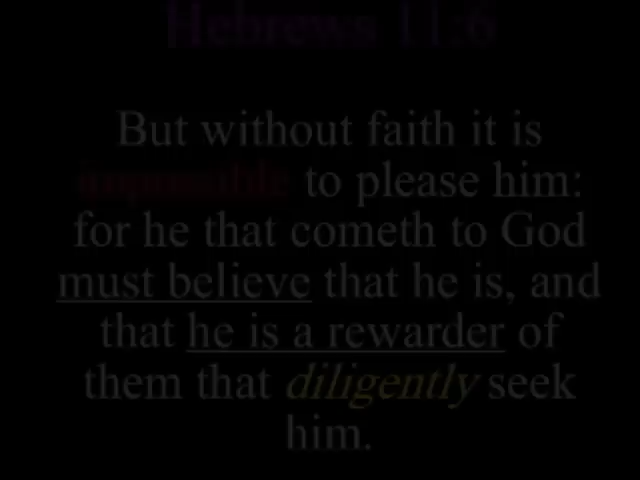 Hebrews 11:6
But without faith it is
impossible to please him:
for he that cometh to God
must believe that he is, and
that he is a rewarder of
them that diligently seek
him.